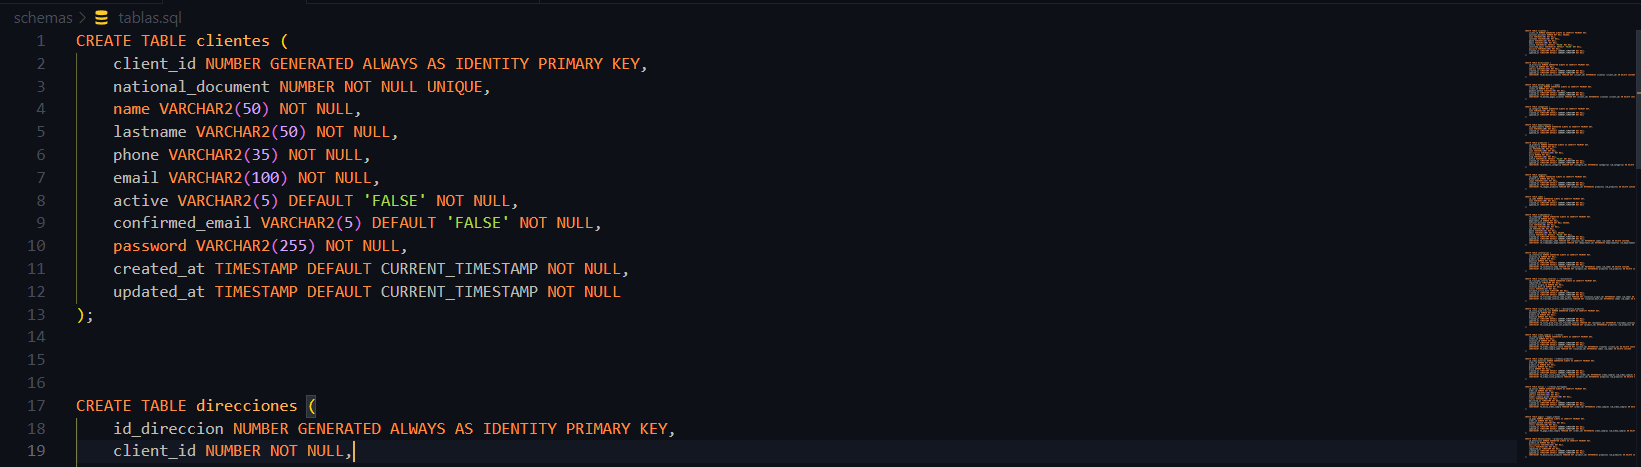 schemas > tablas.sql
1 CREATE TABLE clientes (
2 client_id NUMBER GENERATED ALWAYS AS IDENTITY PRIMARY KEY,
3 national_document NUMBER NOT NULL UNIQUE,
4 name VARCHAR2(50) NOT NULL,
5 lastname VARCHAR2(50) NOT NULL,
6 phone VARCHAR2(35) NOT NULL,
7 email VARCHAR2(100) NOT NULL,
8 active VARCHAR2(5) DEFAULT 'FALSE' NOT NULL,
9 confirmed_email VARCHAR2(5) DEFAULT 'FALSE' NOT NULL,
10 password VARCHAR2(255) NOT NULL,
11 created_at TIMESTAMP DEFAULT CURRENT_TIMESTAMP NOT NULL,
12 updated_at TIMESTAMP DEFAULT CURRENT_TIMESTAMP NOT NULL
13 );
14
15
16
17 CREATE TABLE direcciones (
18 id_direccion NUMBER GENERATED ALWAYS AS IDENTITY PRIMARY KEY,
19 client_id NUMBER NOT NULL,